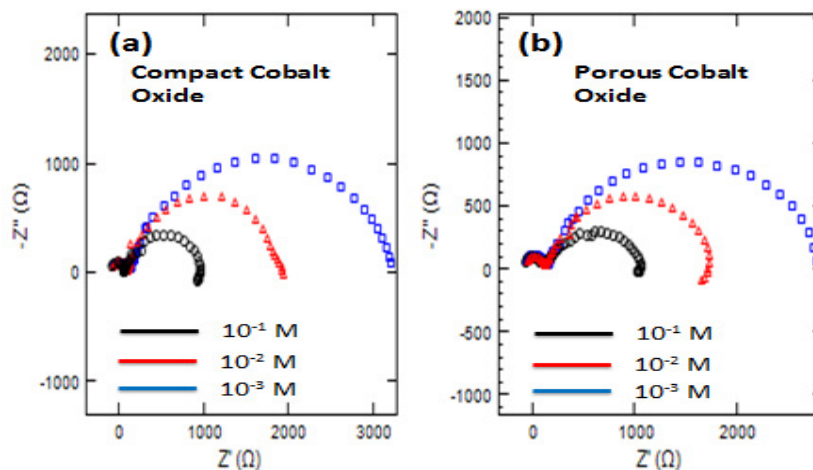 (a)
Compact Cobalt
Oxide
2000
1000
0
-1000
-Z" (Ω)
10⁻¹ M
10⁻² M
10⁻³ M
0 1000 2000 3000
Z' (Ω)
(b)
Porous Cobalt
Oxide
2000
1500
1000
500
0
-500
-1000
-Z" (Ω)
10⁻¹ M
10⁻² M
10⁻³ M
0 1000 2000
Z' (Ω)